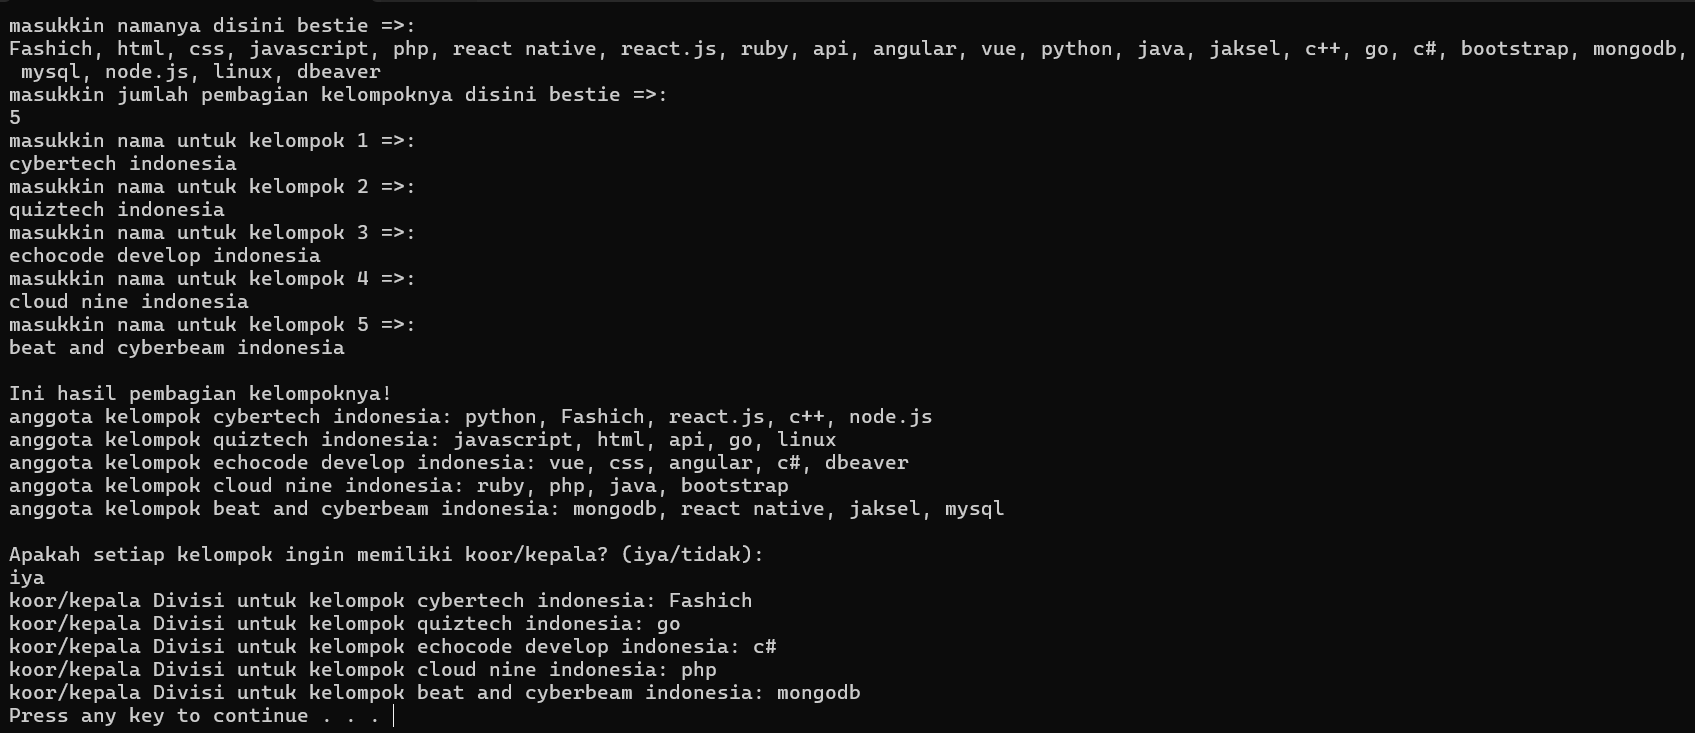 masukkin namanya disini bestie =>:
Fashich, html, css, javascript, php, react native, react.js, ruby, api, angular, vue, python, java, jaksel, c++, go, c#, bootstrap, mongodb,
mysql, node.js, linux, dbeaver
masukkin jumlah pembagian kelompoknya disini bestie =>:
5
masukkin nama untuk kelompok 1 =>:
cybertech indonesia
masukkin nama untuk kelompok 2 =>:
quiztech indonesia
masukkin nama untuk kelompok 3 =>:
echocode develop indonesia
masukkin nama untuk kelompok 4 =>:
cloud nine indonesia
masukkin nama untuk kelompok 5 =>:
beat and cyberbeam indonesia

Ini hasil pembagian kelompoknya!
anggota kelompok cybertech indonesia: python, Fashich, react.js, c++, node.js
anggota kelompok quiztech indonesia: javascript, html, api, go, linux
anggota kelompok echocode develop indonesia: vue, css, angular, c#, dbeaver
anggota kelompok cloud nine indonesia: ruby, php, java, bootstrap
anggota kelompok beat and cyberbeam indonesia: mongodb, react native, jaksel, mysql

Apakah setiap kelompok ingin memiliki koor/kepala? (iya/tidak):
iya
koor/kepala Divisi untuk kelompok cybertech indonesia: Fashich
koor/kepala Divisi untuk kelompok quiztech indonesia: go
koor/kepala Divisi untuk kelompok echocode develop indonesia: c#
koor/kepala Divisi untuk kelompok cloud nine indonesia: php
koor/kepala Divisi untuk kelompok beat and cyberbeam indonesia: mongodb
Press any key to continue . . .